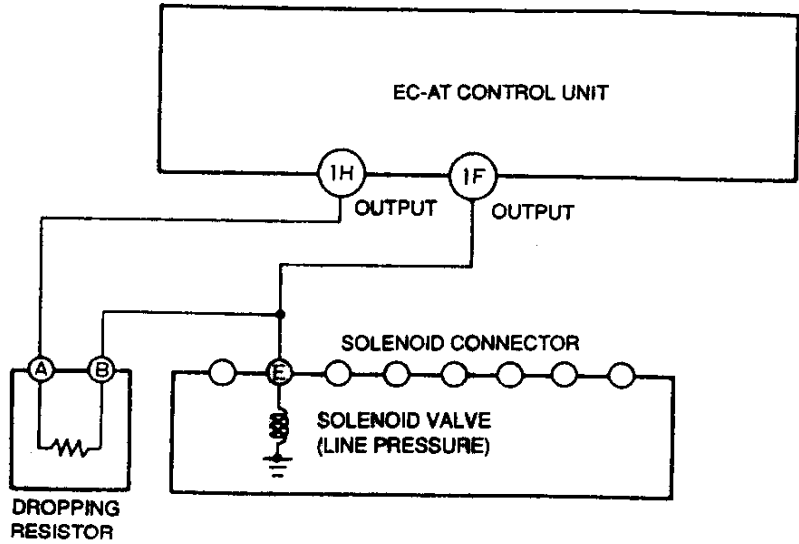 EC-AT CONTROL UNIT
1H
1F
OUTPUT
OUTPUT
SOLENOID CONNECTOR
A
B
E
SOLENOID VALVE
(LINE PRESSURE)
DROPPING
RESISTOR